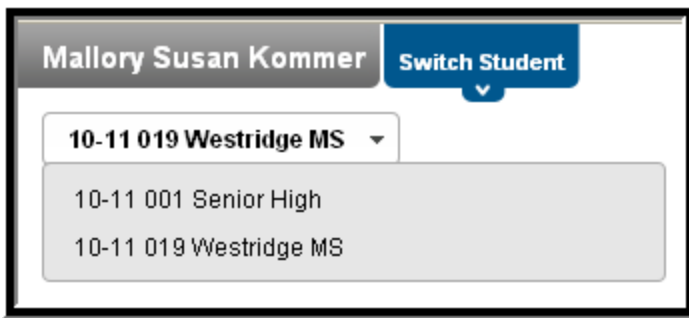 Mallory Susan Kommer
Switch Student
10-11 019 Westridge MS
10-11 001 Senior High
10-11 019 Westridge MS